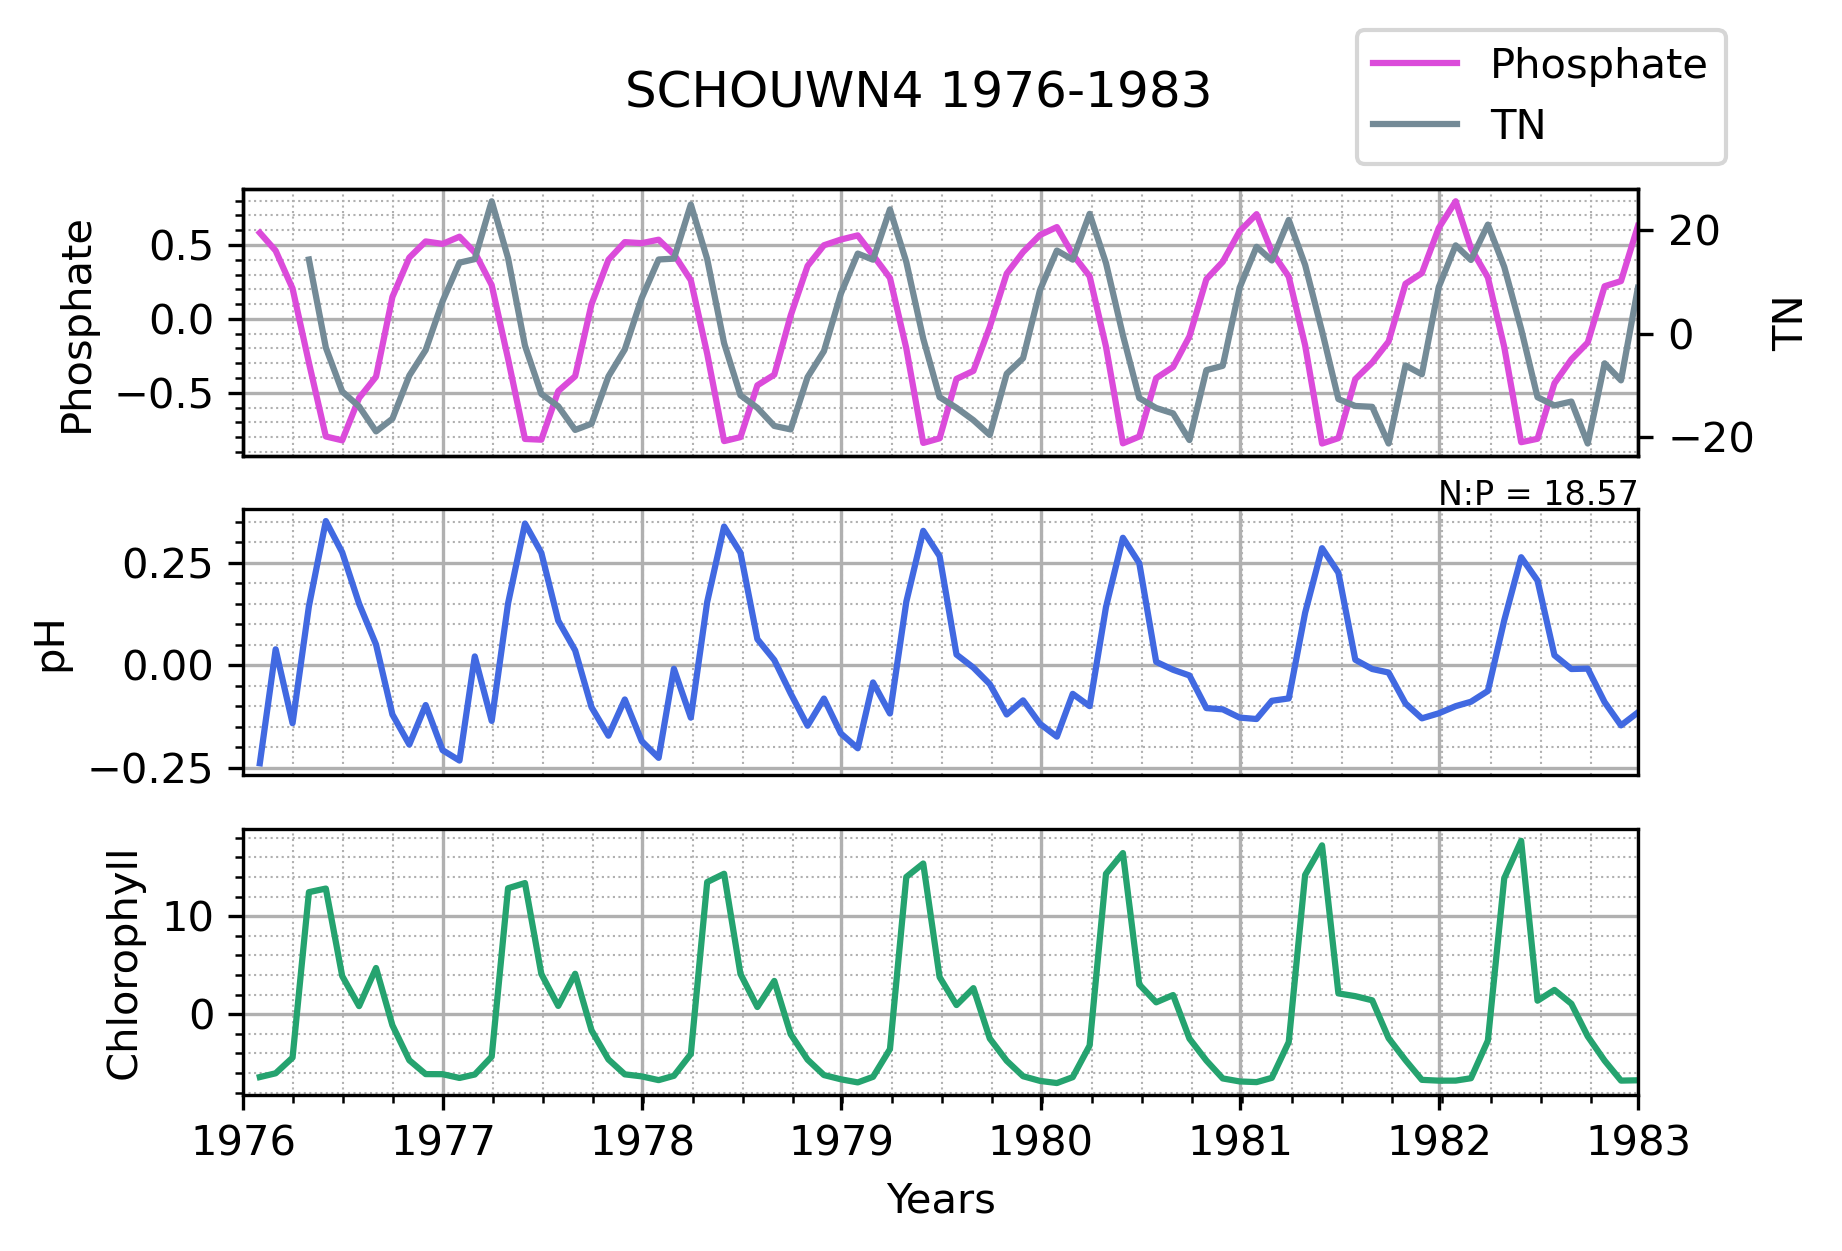 SCHOUWN4 1976-1983
Phosphate
TN
Phosphate
0.5
0.0
−0.5
20
0
−20
TN
N:P = 18.57
pH
0.25
0.00
−0.25
Chlorophyll
10
0
1976 1977 1978 1979 1980 1981 1982 1983
Years